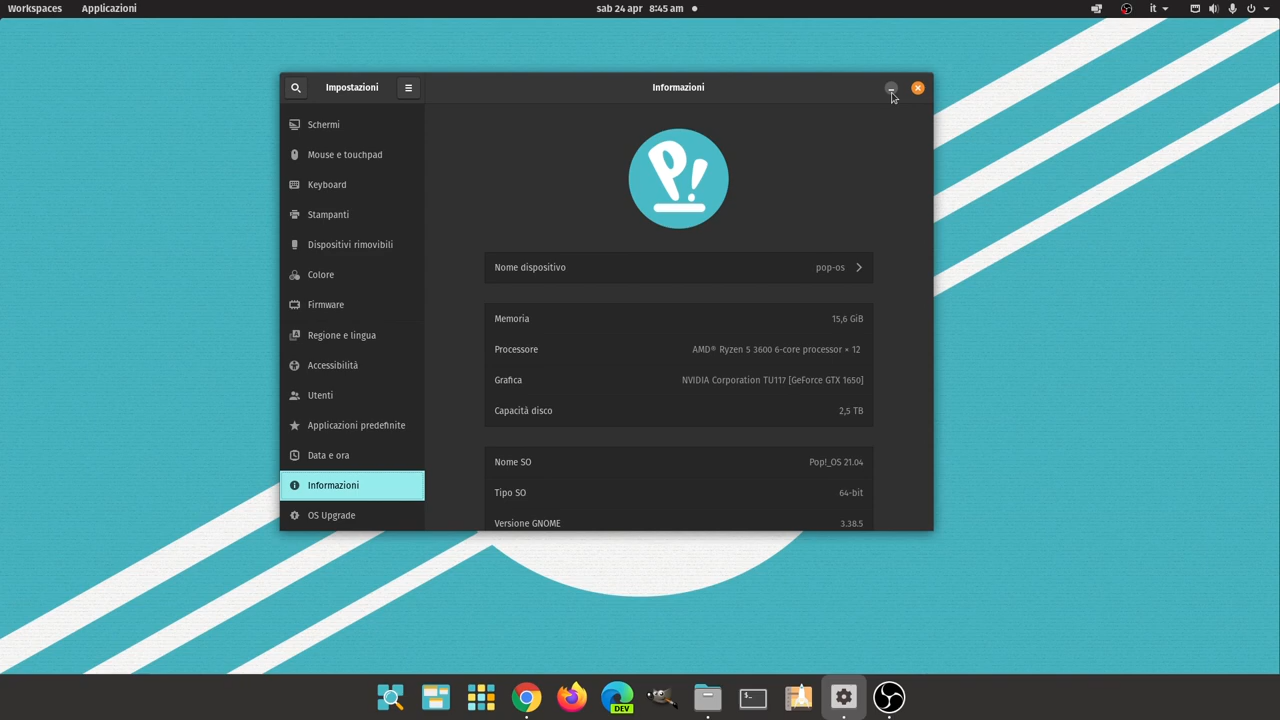 Workspaces Applicazioni sab 24 apr 8:45 am it
Impostazioni Informazioni
Schermi
Mouse e touchpad
Keyboard
Stampanti
Dispositivi rimovibili
Colore
Firmware
Regione e lingua
Accessibilità
Utenti
Applicazioni predefinite
Data e ora
Informazioni
OS Upgrade
P!
Nome dispositivo pop-os
Memoria 15,6 GiB
Processore AMD® Ryzen 5 3600 6-core processor × 12
Grafica NVIDIA Corporation TU117 [GeForce GTX 1650]
Capacità disco 2,5 TB
Nome SO Pop!_OS 21.04
Tipo SO 64-bit
Versione GNOME 3.38.5
DEV
$_